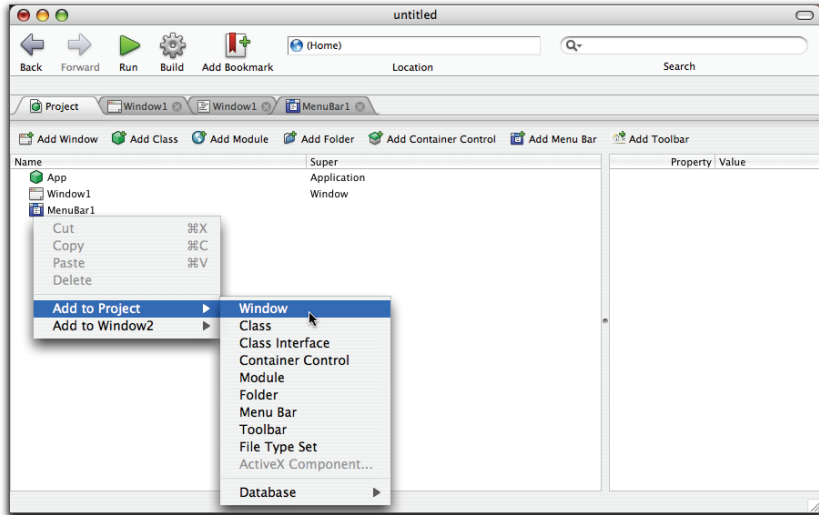 untitled
Back Forward Run Build Add Bookmark (Home) Location Search
Project Window1 Window1 MenuBar1
Add Window Add Class Add Module Add Folder Add Container Control Add Menu Bar Add Toolbar
Name Super Property Value
App Application
Window1 Window
MenuBar1
Cut ⌘X
Copy ⌘C
Paste ⌘V
Delete
Add to Project
Add to Window2
Window
Class
Class Interface
Container Control
Module
Folder
Menu Bar
Toolbar
File Type Set
ActiveX Component...
Database